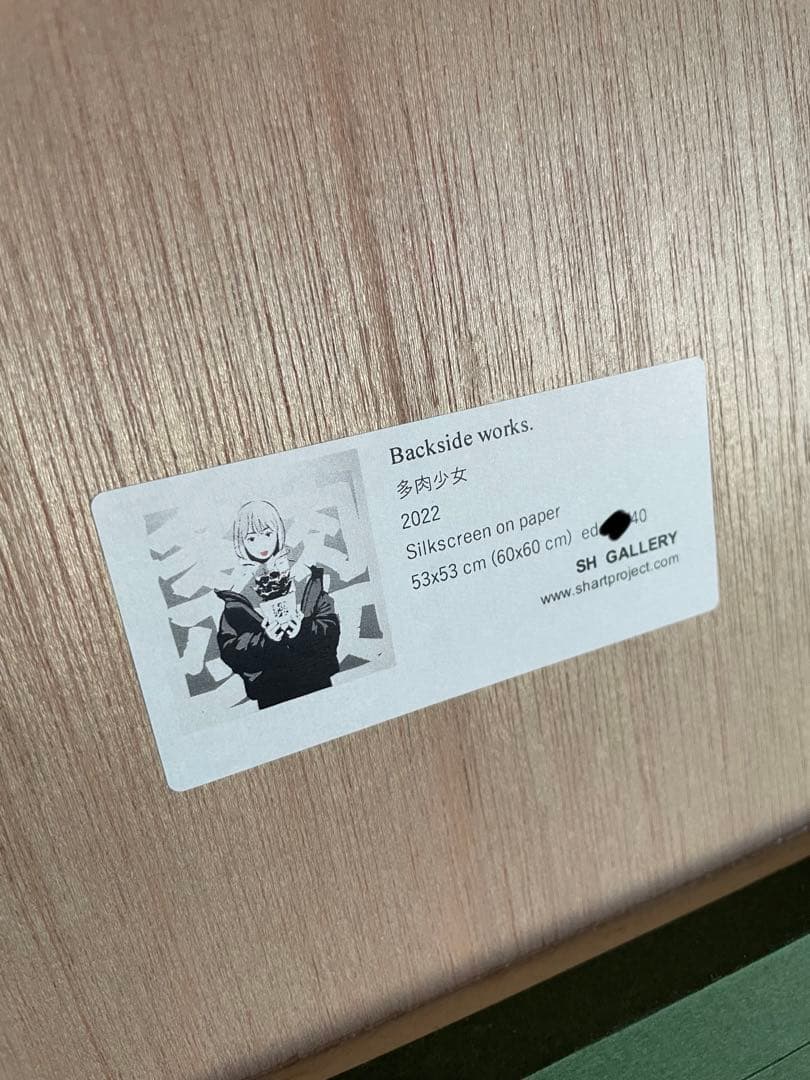 Backside works.
多肉少女
2022
Silkscreen on paper
53x53 cm (60x60 cm) ed 40
SH GALLERY
www.shartproject.com